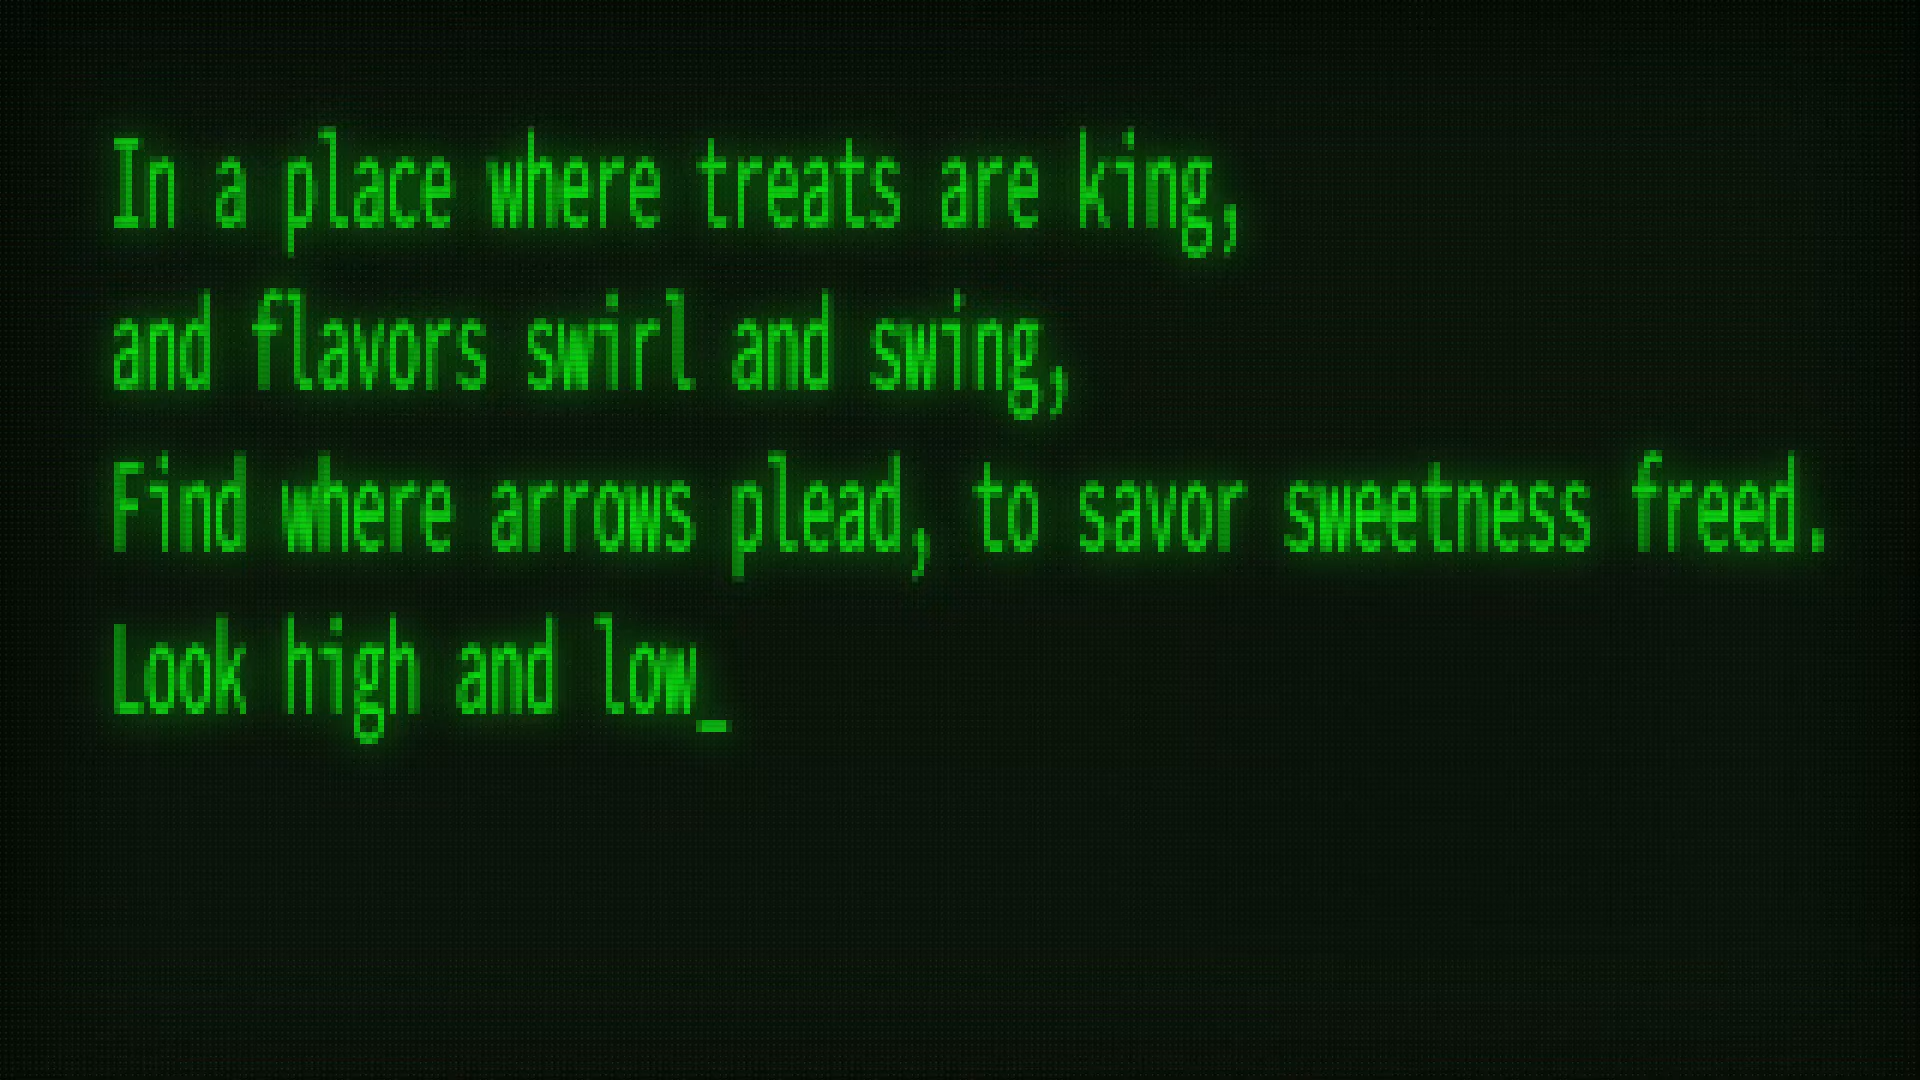 In a place where treats are king,
and flavors swirl and swing,
Find where arrows plead, to savor sweetness freed.
Look high and low_